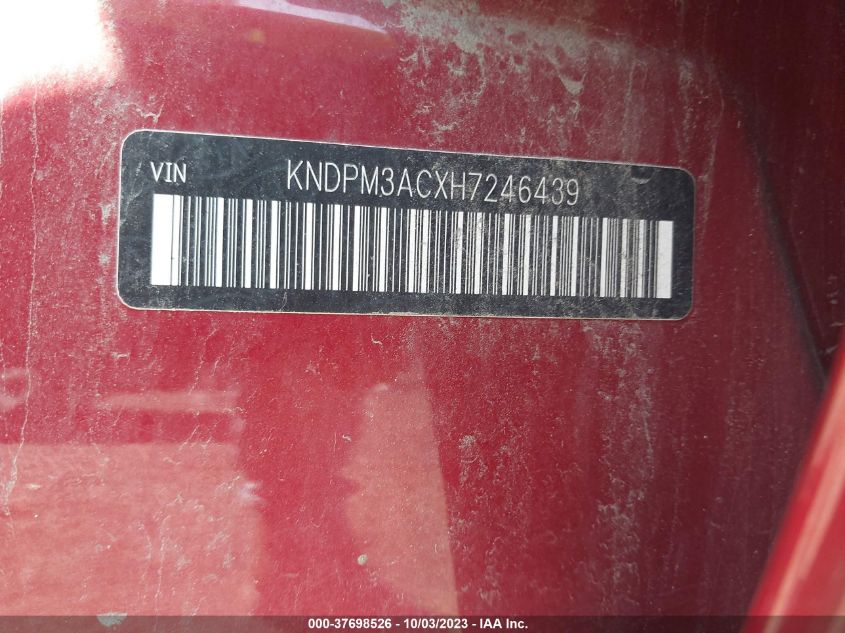 VIN KNDPM3ACXH7246439
000-37698526 - 10/03/2023 - IAA Inc.